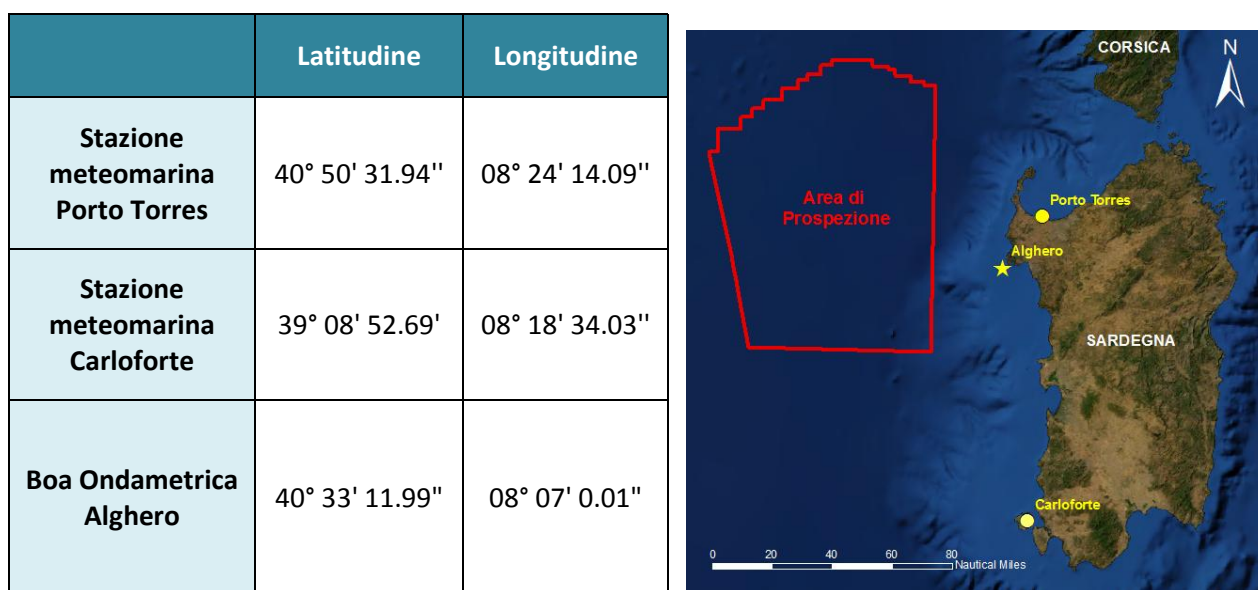 Latitudine Longitudine
Stazione
meteomarina
Porto Torres
40° 50' 31.94'' 08° 24' 14.09''
Stazione
meteomarina
Carloforte
39° 08' 52.69' 08° 18' 34.03''
Boa Ondametrica
Alghero
40° 33' 11.99" 08° 07' 0.01"
CORSICA
N
Area di
Prospezione
Porto Torres
Alghero
SARDEGNA
Carloforte
0 20 40 60 80
Nautical Miles